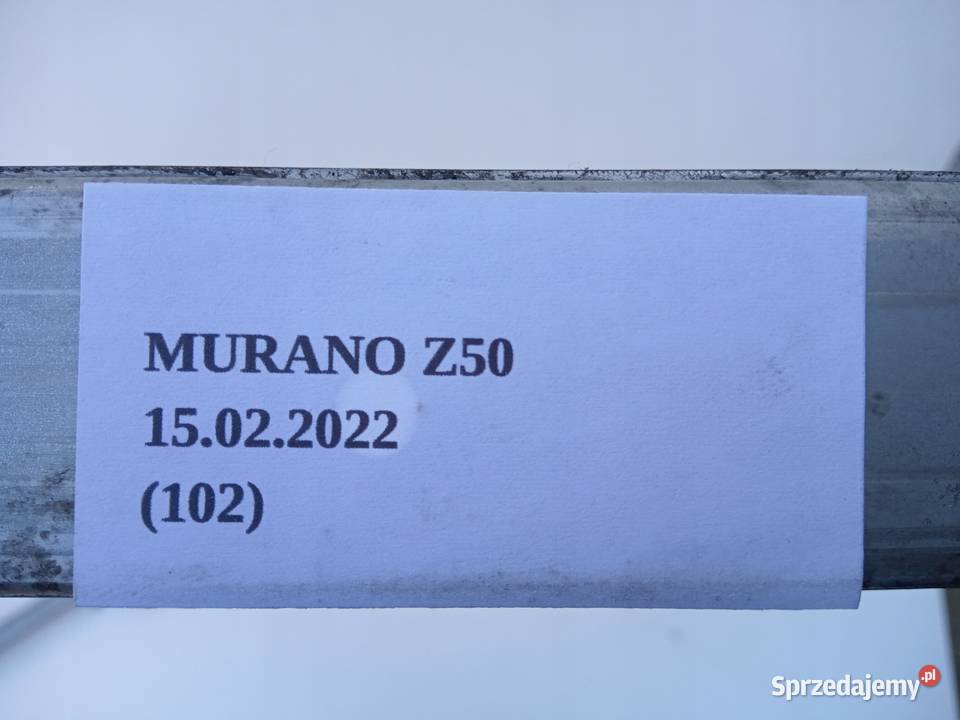 MURANO Z50
15.02.2022
(102)
Sprzedajemy.pl